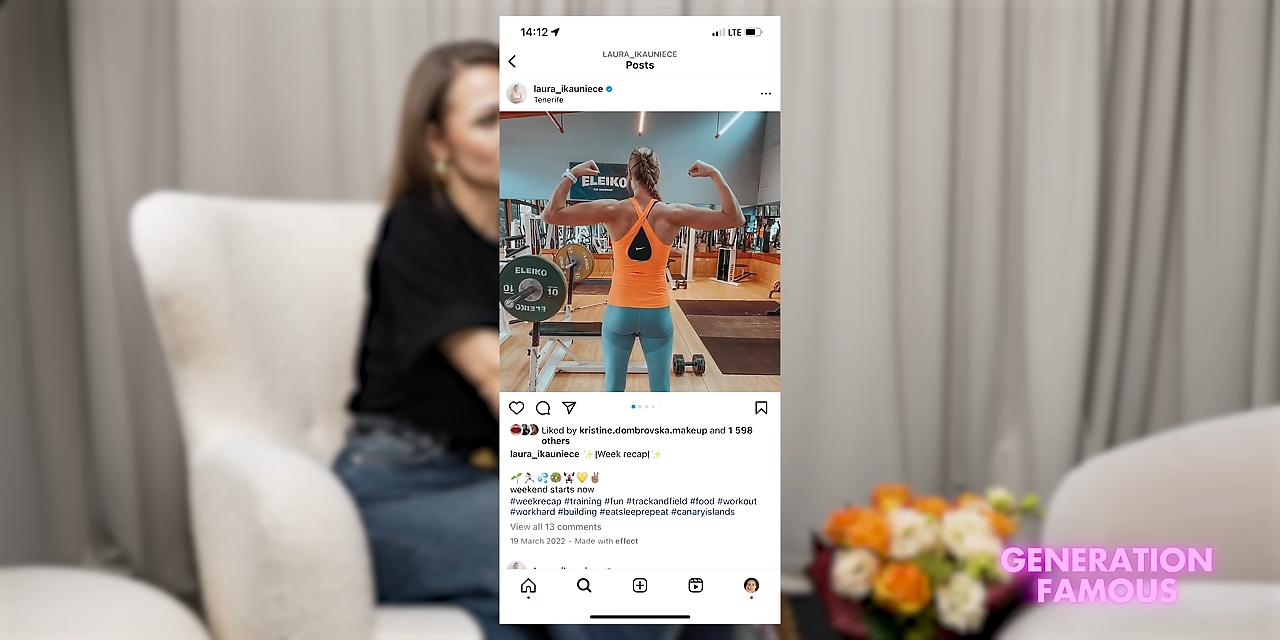 14:12
LTE
LAURA_IKAUNIECE
Posts
laura_ikauniece
Tenerife
ELEIKO
ELEIKO
10 10
ELEIKO
Liked by kristine.dombrovska.makeup and 1 598
others
laura_ikauniece ✨|Week recap|✨
weekend starts now
#weekrecap #training #fun #trackandfield #food #workout
#workhard #building #eatsleeprepeat #canaryislands
View all 13 comments
19 March 2022 • Made with effect
GENERATION
FAMOUS